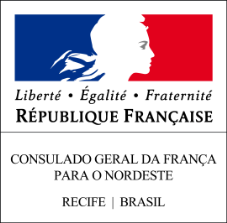 Liberté • Égalité • Fraternité
RÉPUBLIQUE FRANÇAISE
CONSULADO GERAL DA FRANÇA
PARA O NORDESTE
RECIFE | BRASIL